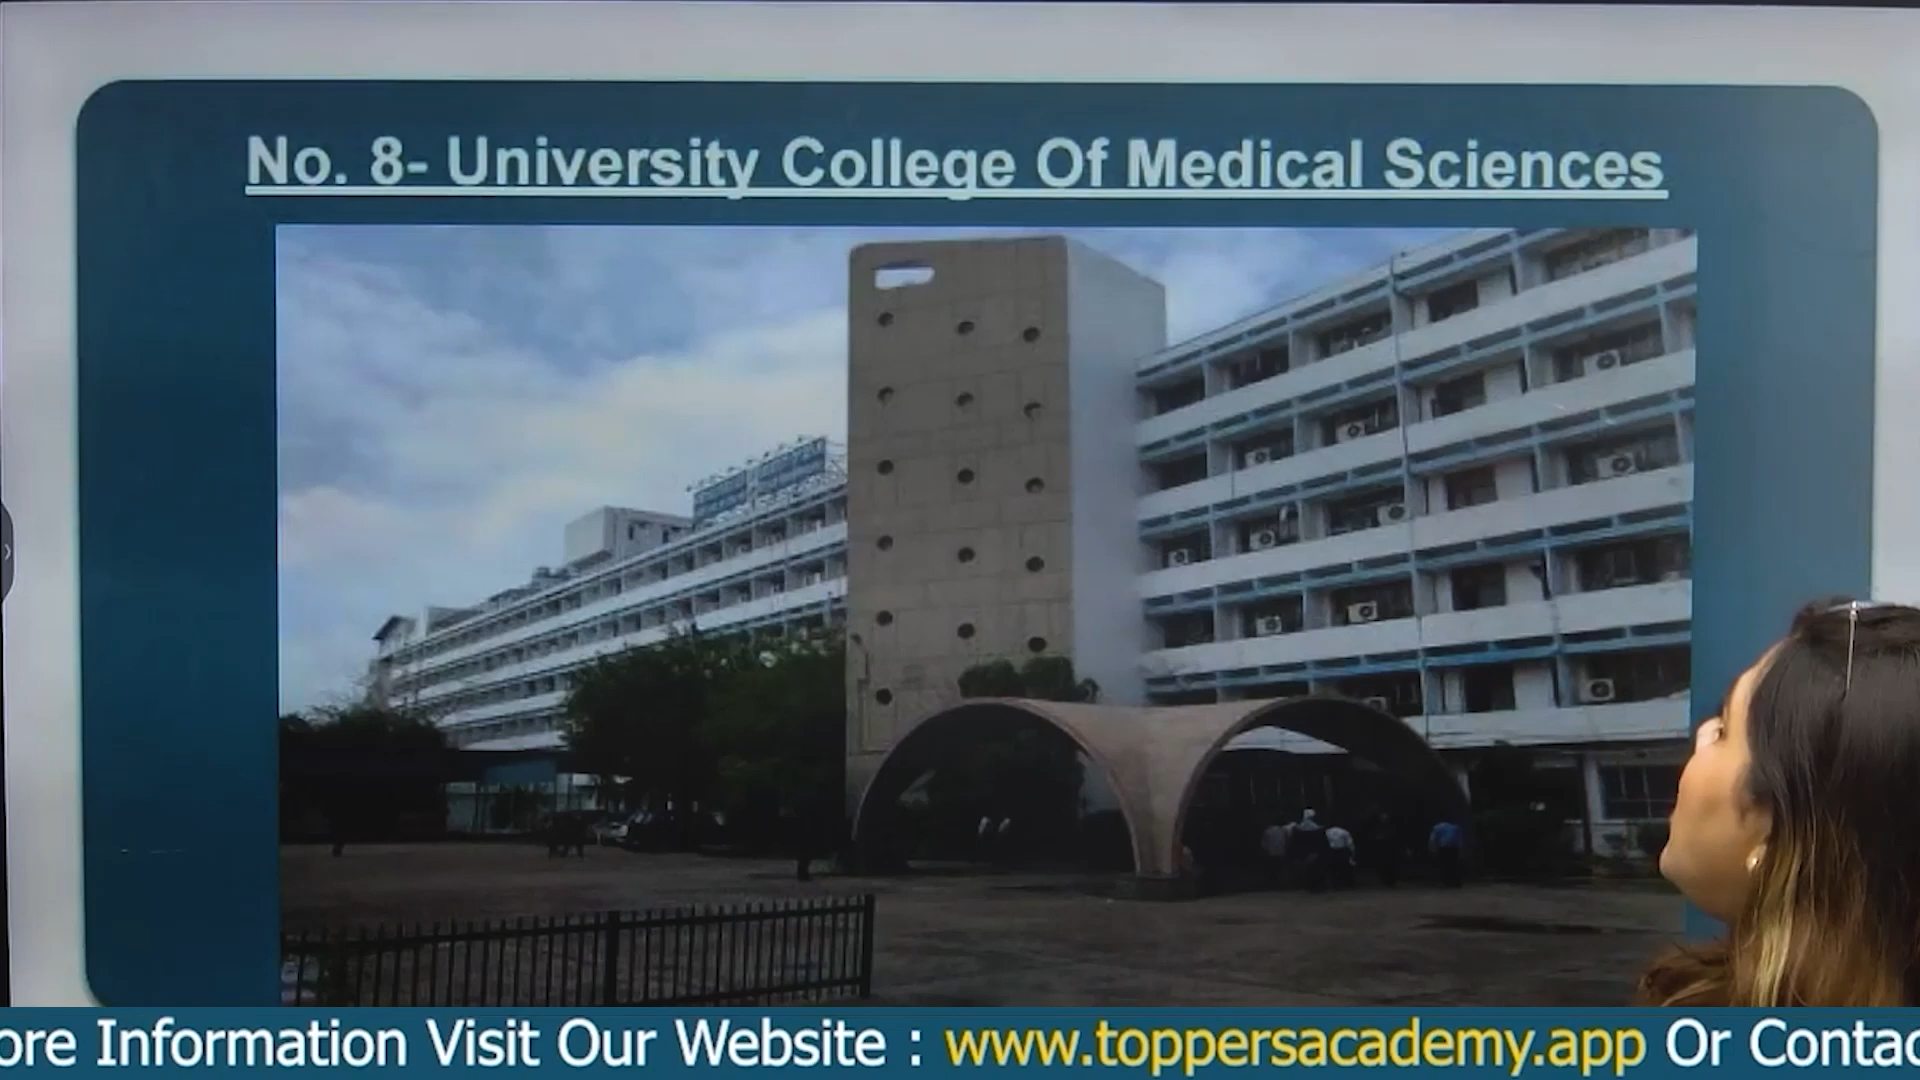 No. 8- University College Of Medical Sciences
ore Information Visit Our Website : www.toppersacademy.app Or Contac